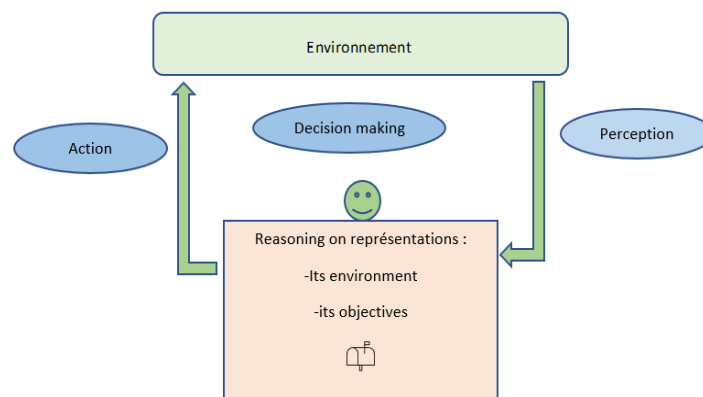 Environnement
Decision making
Action
Perception
Reasoning on représentations :
-Its environment
-its objectives